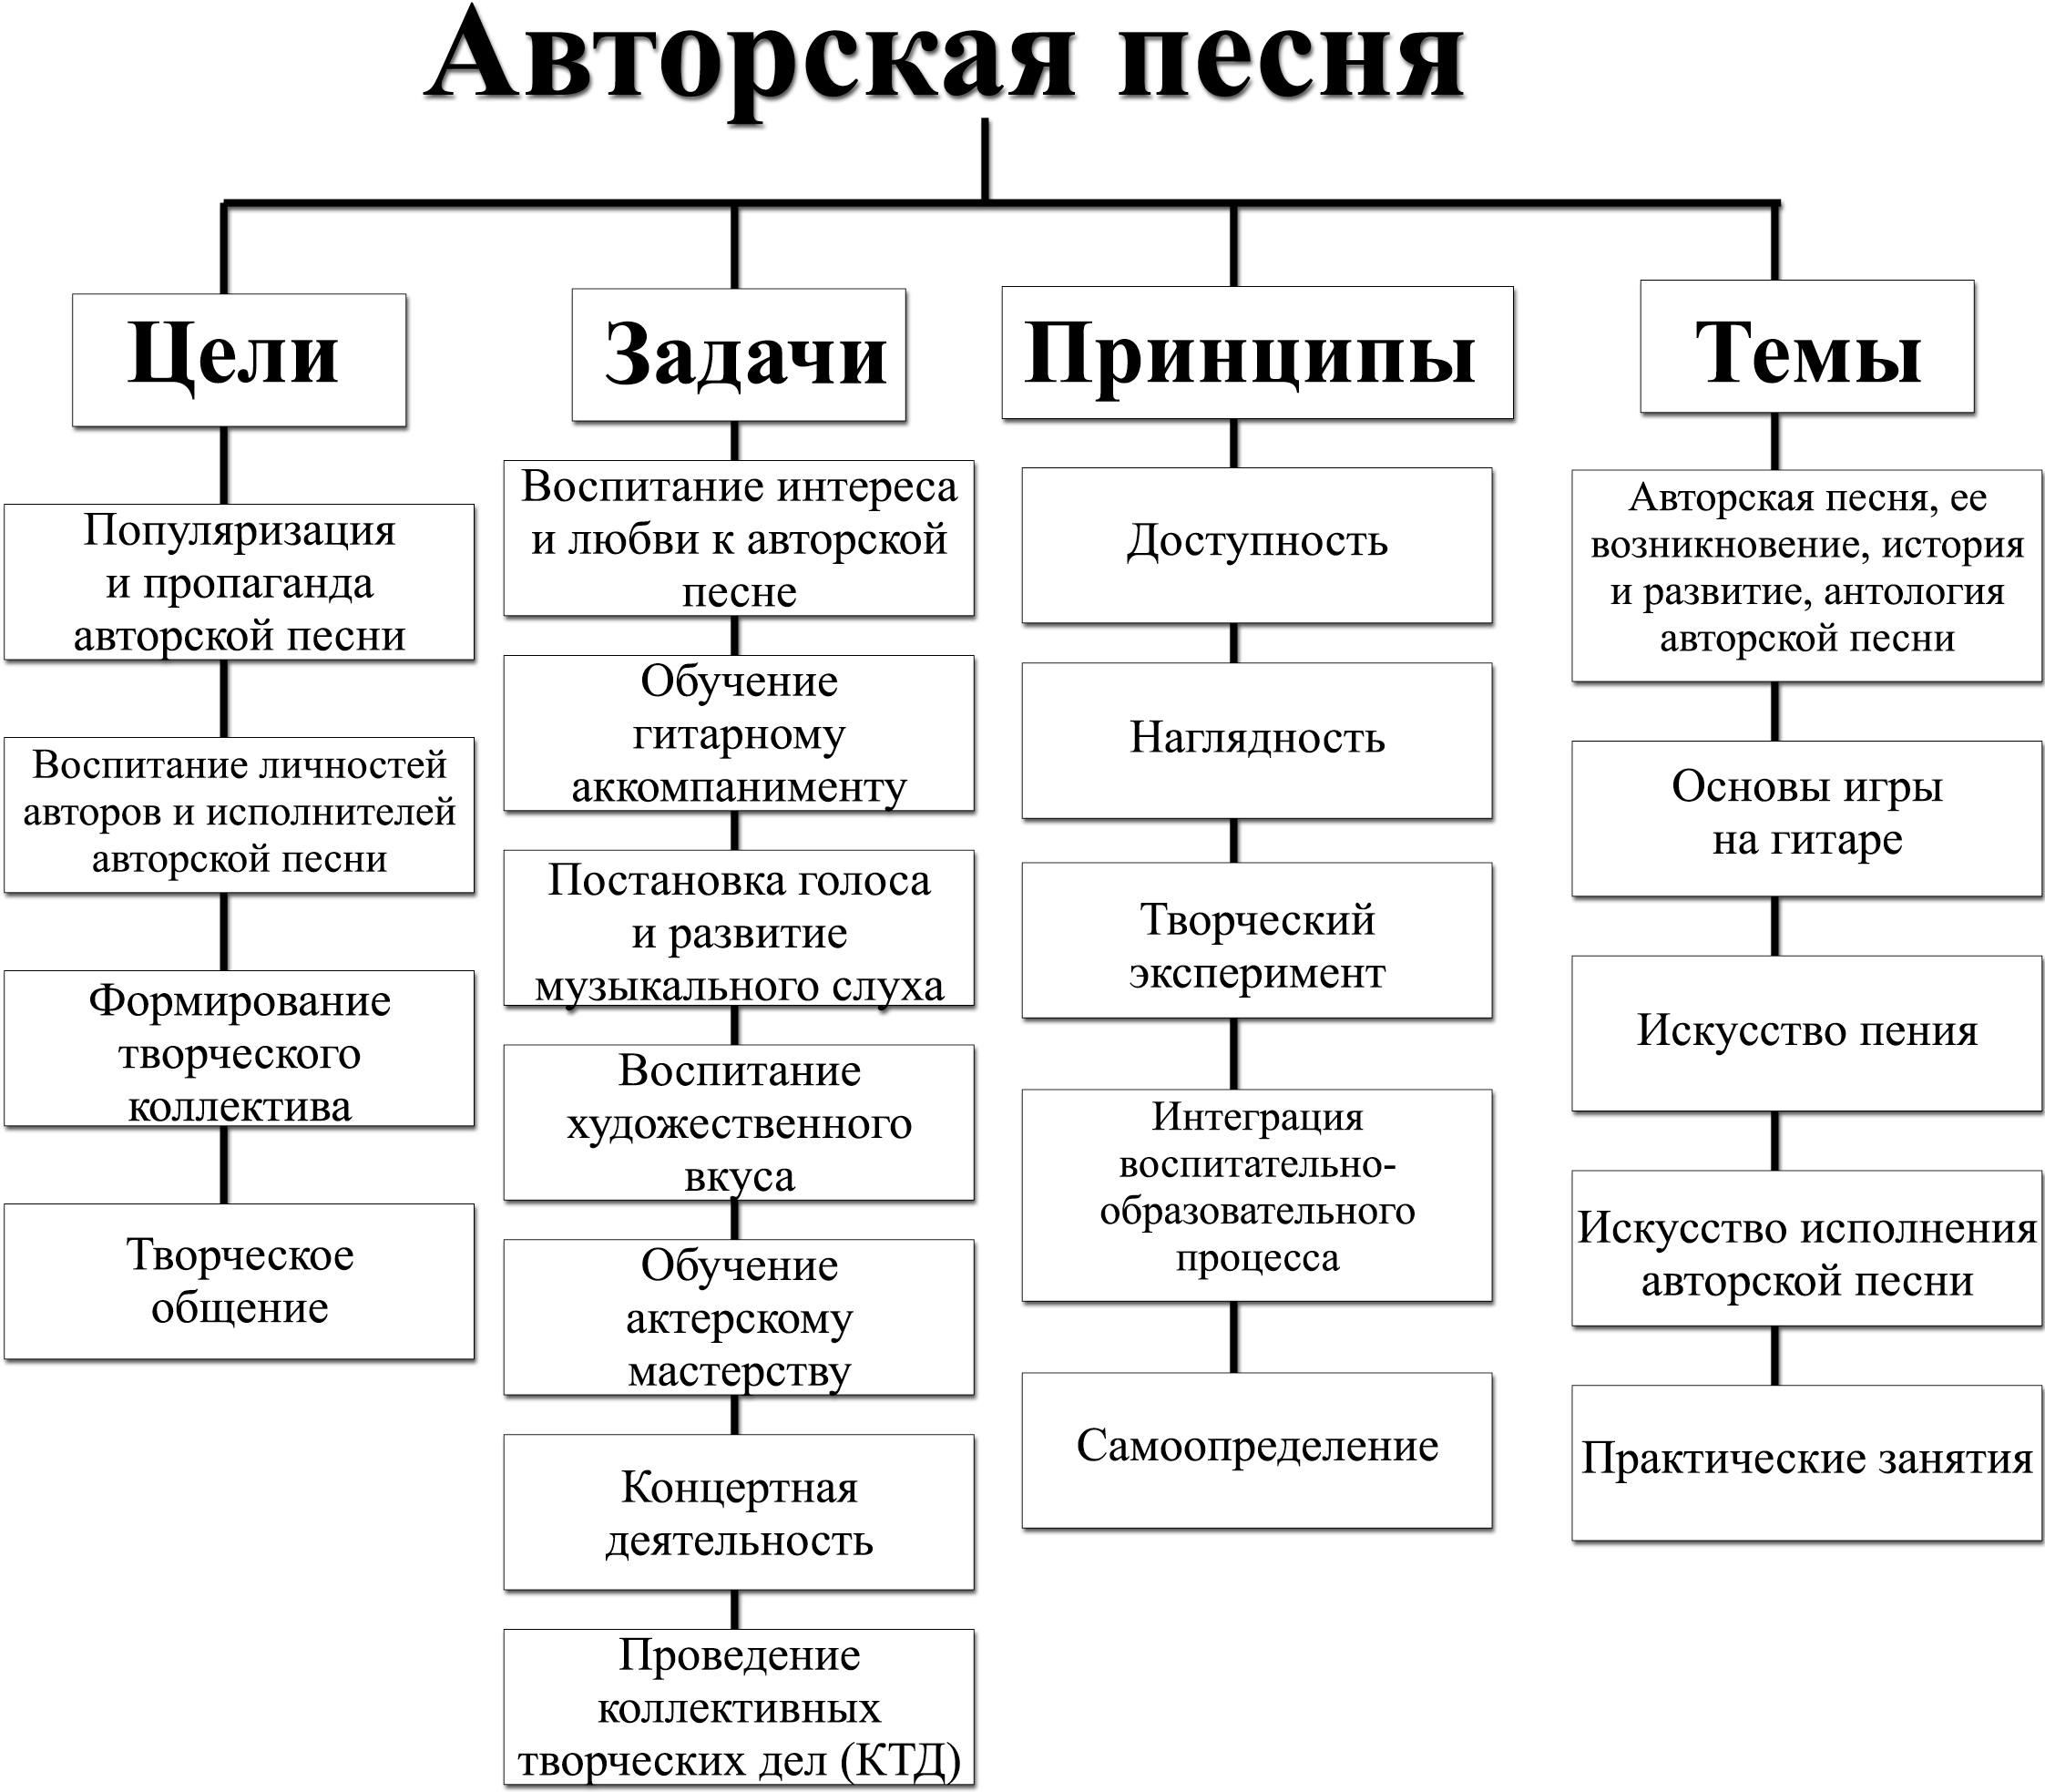 Авторская песня
Цели
Популяризация
и пропаганда
авторской песни
Воспитание личностей
авторов и исполнителей
авторской песни
Формирование
творческого
коллектива
Творческое
общение
Задачи
Воспитание интереса
и любви к авторской
песне
Обучение
гитарному
аккомпанименту
Постановка голоса
и развитие
музыкального слуха
Воспитание
художественного
вкуса
Обучение
актерскому
мастерству
Концертная
деятельность
Проведение
коллективных
творческих дел (КТД)
Принципы
Доступность
Наглядность
Творческий
эксперимент
Интеграция
воспитательно-
образовательного
процесса
Самоопределение
Темы
Авторская песня, ее
возникновение, история
и развитие, антология
авторской песни
Основы игры
на гитаре
Искусство пения
Искусство исполнения
авторской песни
Практические занятия